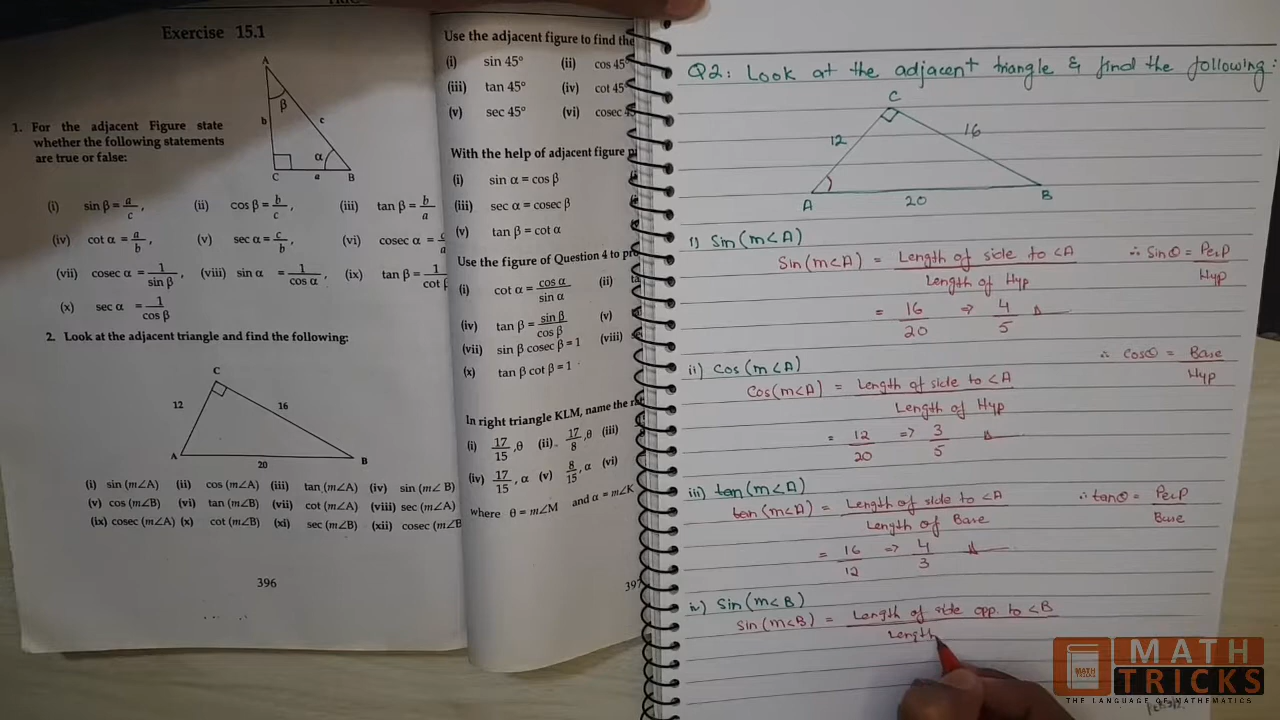 Exercise 15.1
A
β
b
c
α
C
a
B
1. For the adjacent Figure state
whether the following statements
are true or false:
(i) sin β = a/c, (ii) cos β = b/c, (iii) tan β = b/a
(iv) cot α = a/b, (v) sec α = c/b, (vi) cosec α =
(vii) cosec α = 1/sin β (viii) sin α = 1/cos α, (ix) tan β = 1/cot β
(x) sec α = 1/cos β
2. Look at the adjacent triangle and find the following:
C
12
16
A
B
20
(i) sin (m∠A) (ii) cos (m∠A) (iii) tan (m∠A) (iv) sin (m∠B)
(v) cos (m∠B) (vi) tan (m∠B) (vii) cot (m∠A) (viii) sec (m∠A)
(ix) cosec (m∠A) (x) cot (m∠B) (xi) sec (m∠B) (xii) cosec (m∠B
396
Use the adjacent figure to find the
(i) sin 45° (ii) cos 45°
(iii) tan 45° (iv) cot 45°
(v) sec 45° (vi) cosec 45
With the help of adjacent figure
(i) sin α = cos β
(iii) sec α = cosec β
(v) tan β = cot α
Use the figure of Question 4 to pro
(i) cot α = cos α/sin α (ii)
(iv) tan β = sin β/cos β (v)
(vii) sin β cosec β = 1 (viii)
(x) tan β cot β = 1
In right triangle KLM, name the
(i) 17/15, θ (ii) 17/8, θ (iii)
(iv) 17/15, α (v) 8/15, α (vi)
where θ = m∠M and α = m∠K
397
Q2: Look at the adjacent triangle & find the following:
C
12
16
A
20
B
i) Sin(m∠A)
Sin(m∠A) = Length of side to ∠A / Length of Hyp ∴ Sinθ = Perp/Hyp
= 16/20 ⇒ 4/5
ii) Cos(m∠A)
Cos(m∠A) = Length of side to ∠A / Length of Hyp ∴ Cosθ = Base/Hyp
= 12/20 ⇒ 3/5
iii) tan(m∠A)
tan(m∠A) = Length of side to ∠A / Length of Base ∴ tanθ = Perp/Base
= 16/12 ⇒ 4/3
iv) Sin(m∠B)
Sin(m∠B) = Length of side opp. to ∠B / Length
MATH
TRICKS
THE LANGUAGE OF MATHEMATICS